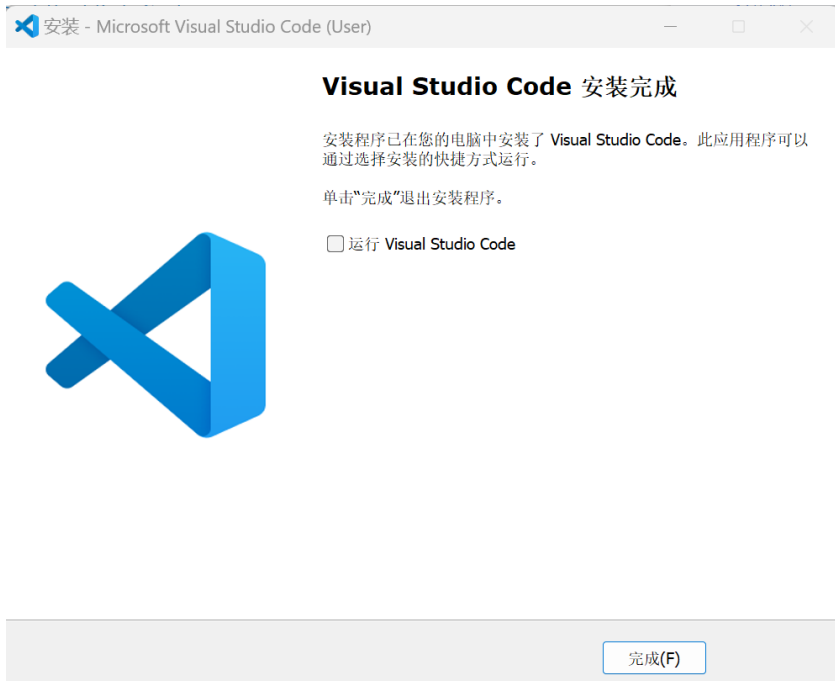 安装 - Microsoft Visual Studio Code (User)
Visual Studio Code 安装完成
安装程序已在您的电脑中安装了 Visual Studio Code。此应用程序可以
通过选择安装的快捷方式运行。
单击“完成”退出安装程序。
运行 Visual Studio Code
完成(F)